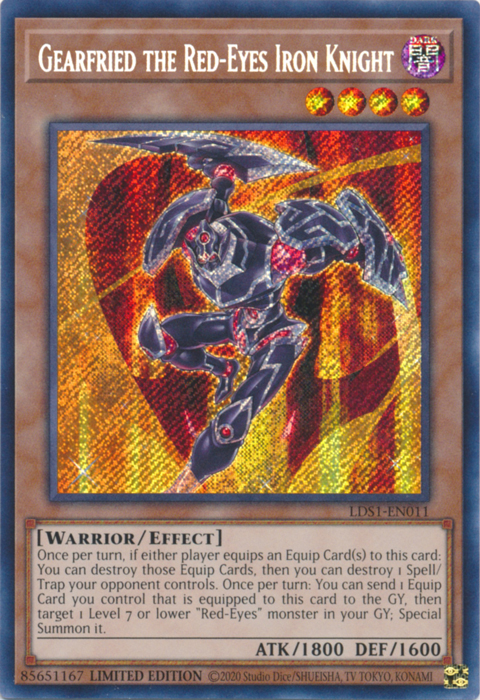 GEARFRIED THE RED-EYES IRON KNIGHT
DARK
闇
LDS1-EN011
[WARRIOR/EFFECT]
Once per turn, if either player equips an Equip Card(s) to this card:
You can destroy those Equip Cards, then you can destroy 1 Spell/
Trap your opponent controls. Once per turn: You can send 1 Equip
Card you control that is equipped to this card to the GY, then
target 1 Level 7 or lower "Red-Eyes" monster in your GY; Special
Summon it.
ATK/1800 DEF/1600
85651167 LIMITED EDITION ©2020 Studio Dice/SHUEISHA, TV TOKYO, KONAMI